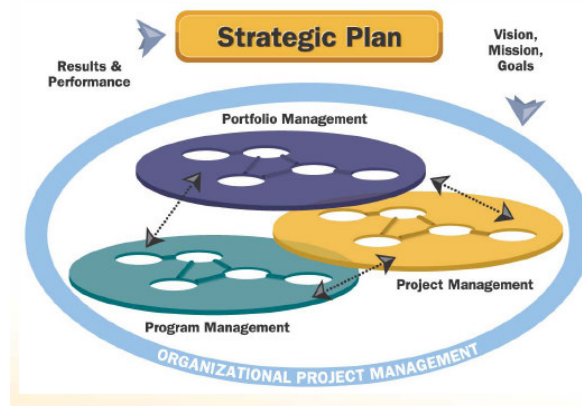 Strategic Plan
Results &
Performance
Vision,
Mission,
Goals
Portfolio Management
Project Management
Program Management
ORGANIZATIONAL PROJECT MANAGEMENT